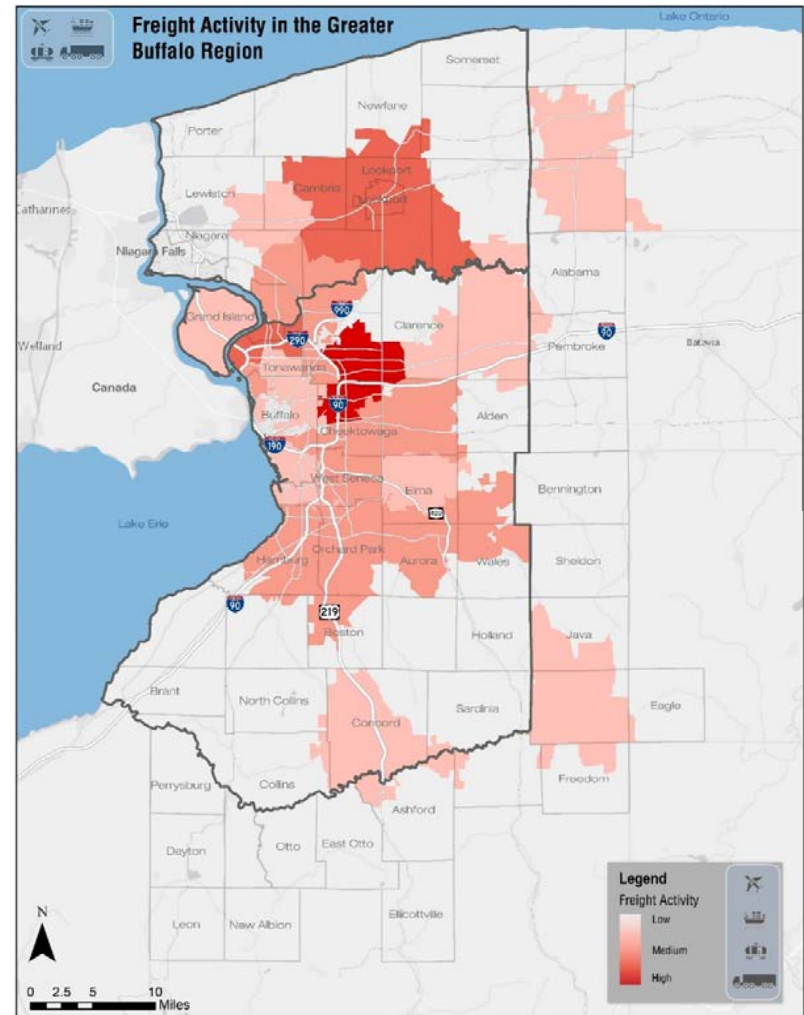 Freight Activity in the Greater
Buffalo Region
Lake Ontario
Somerset
Newfane
Porter
Lockport
Cambria
Lockport
Lewiston
Catharines
Niagara
Niagara Falls
Alabama
Grand Island
990
Clarence
290
90
Welland
Pembroke
Batavia
Tonawanda
Canada
90
Buffalo
Alden
Cheektowaga
190
West Seneca
Elma
Bennington
400
Lake Erie
Orchard Park
Hamburg
Aurora
Wales
Sheldon
90
219
Boston
Holland
Java
Brant
North Collins
Concord
Sardinia
Eagle
Perrysburg
Collins
Freedom
Ashford
Dayton
Otto
East Otto
Legend
Freight Activity
Low
Medium
High
Leon
New Albion
Ellicottville
N
0 2.5 5 10
Miles